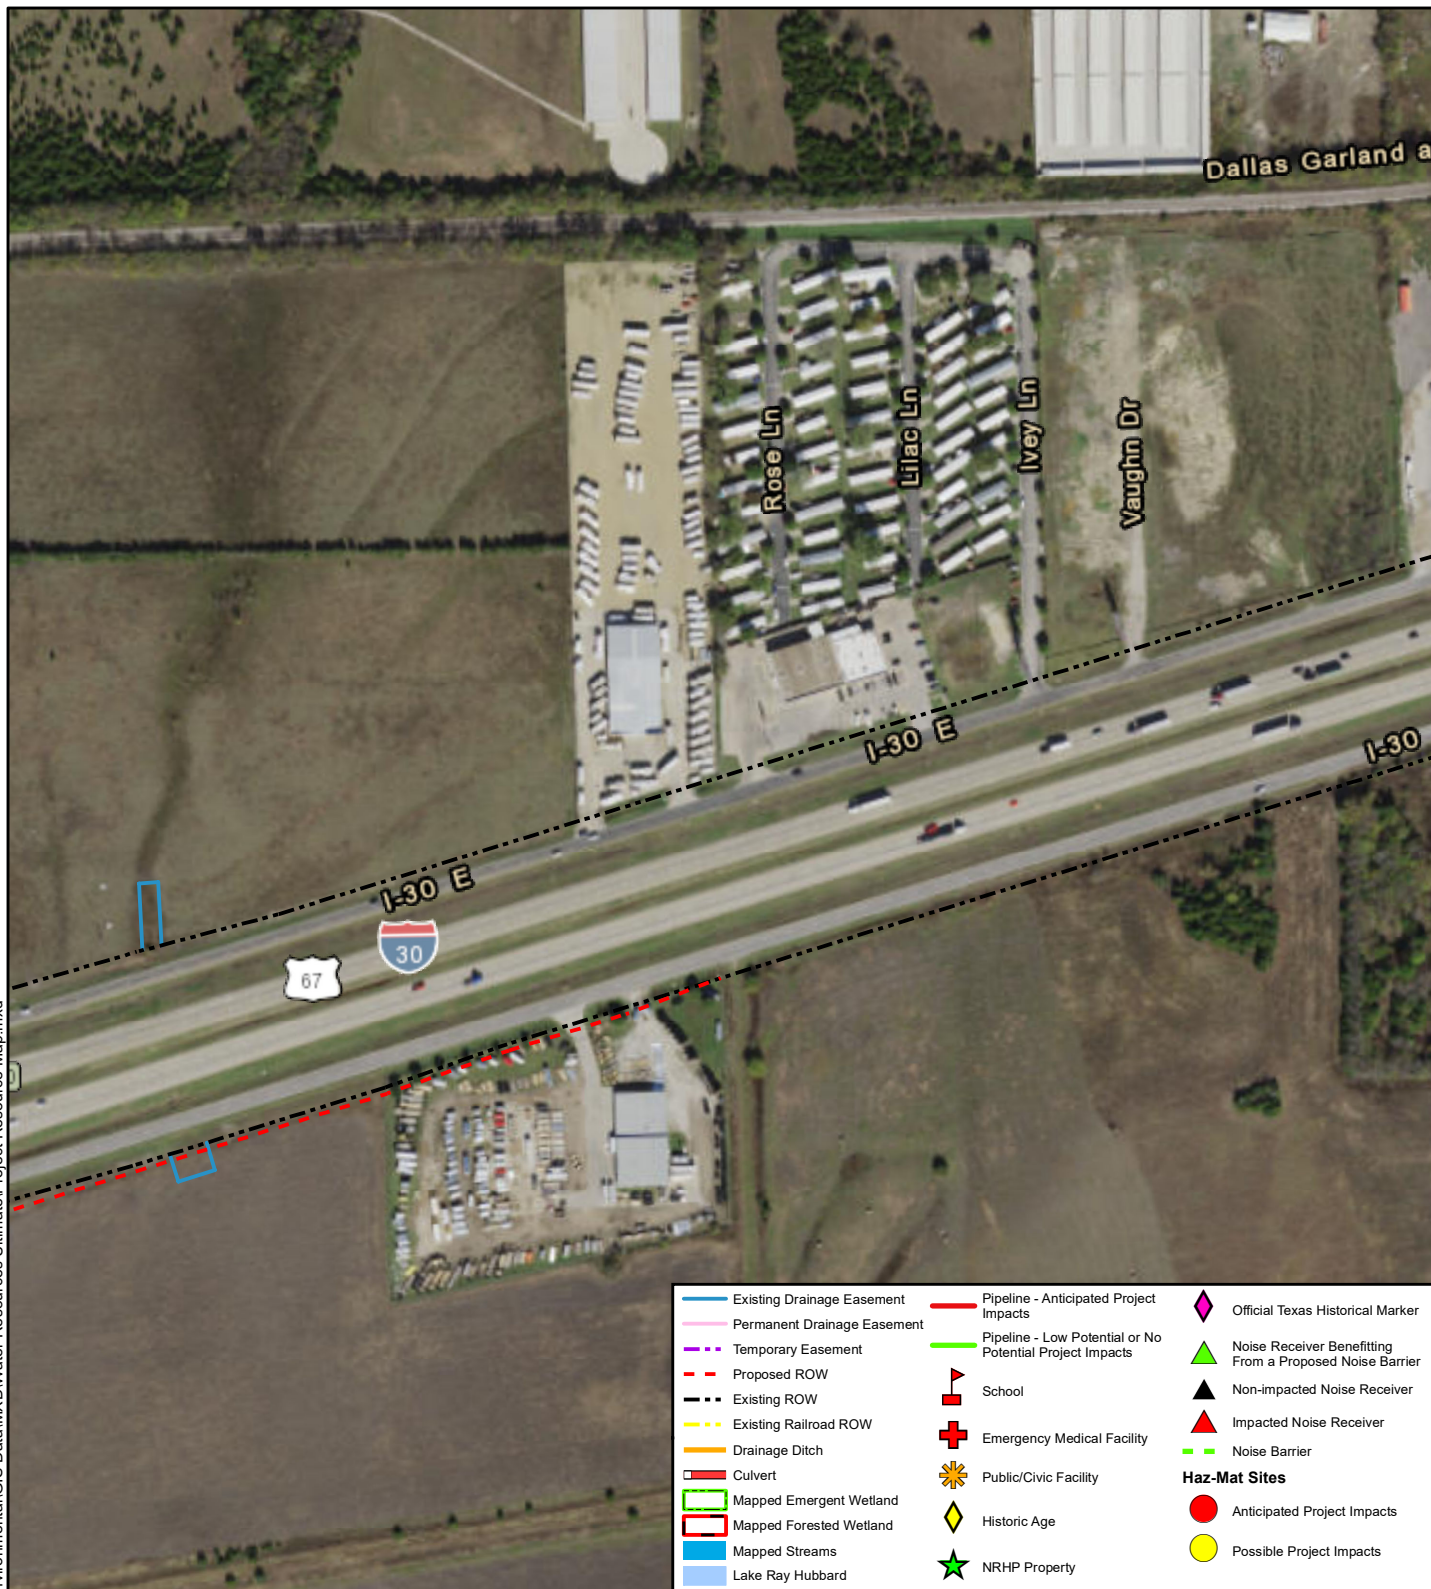 Dallas Garland a
Rose Ln
Lilac Ln
Ivey Ln
Vaughn Dr
I-30 E
I-30
I-30 E
30
67
Existing Drainage Easement
Permanent Drainage Easement
Temporary Easement
Proposed ROW
Existing ROW
Existing Railroad ROW
Drainage Ditch
Culvert
Mapped Emergent Wetland
Mapped Forested Wetland
Mapped Streams
Lake Ray Hubbard
Pipeline - Anticipated Project
Impacts
Pipeline - Low Potential or No
Potential Project Impacts
School
Emergency Medical Facility
Public/Civic Facility
Historic Age
NRHP Property
Official Texas Historical Marker
Noise Receiver Benefitting
From a Proposed Noise Barrier
Non-impacted Noise Receiver
Impacted Noise Receiver
Noise Barrier
Haz-Mat Sites
Anticipated Project Impacts
Possible Project Impacts